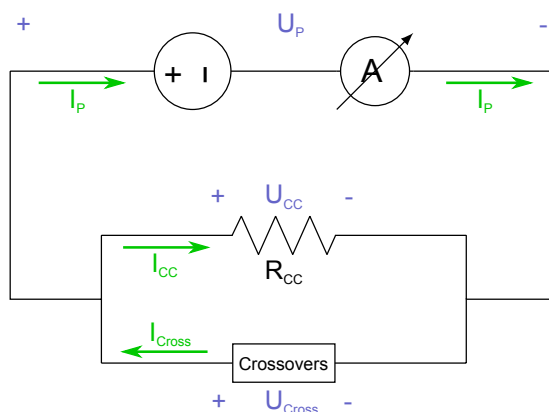 + U_P -
+ - A
I_P I_P
+ U_CC -
I_CC R_CC
I_Cross
Crossovers
+ U_Cross -